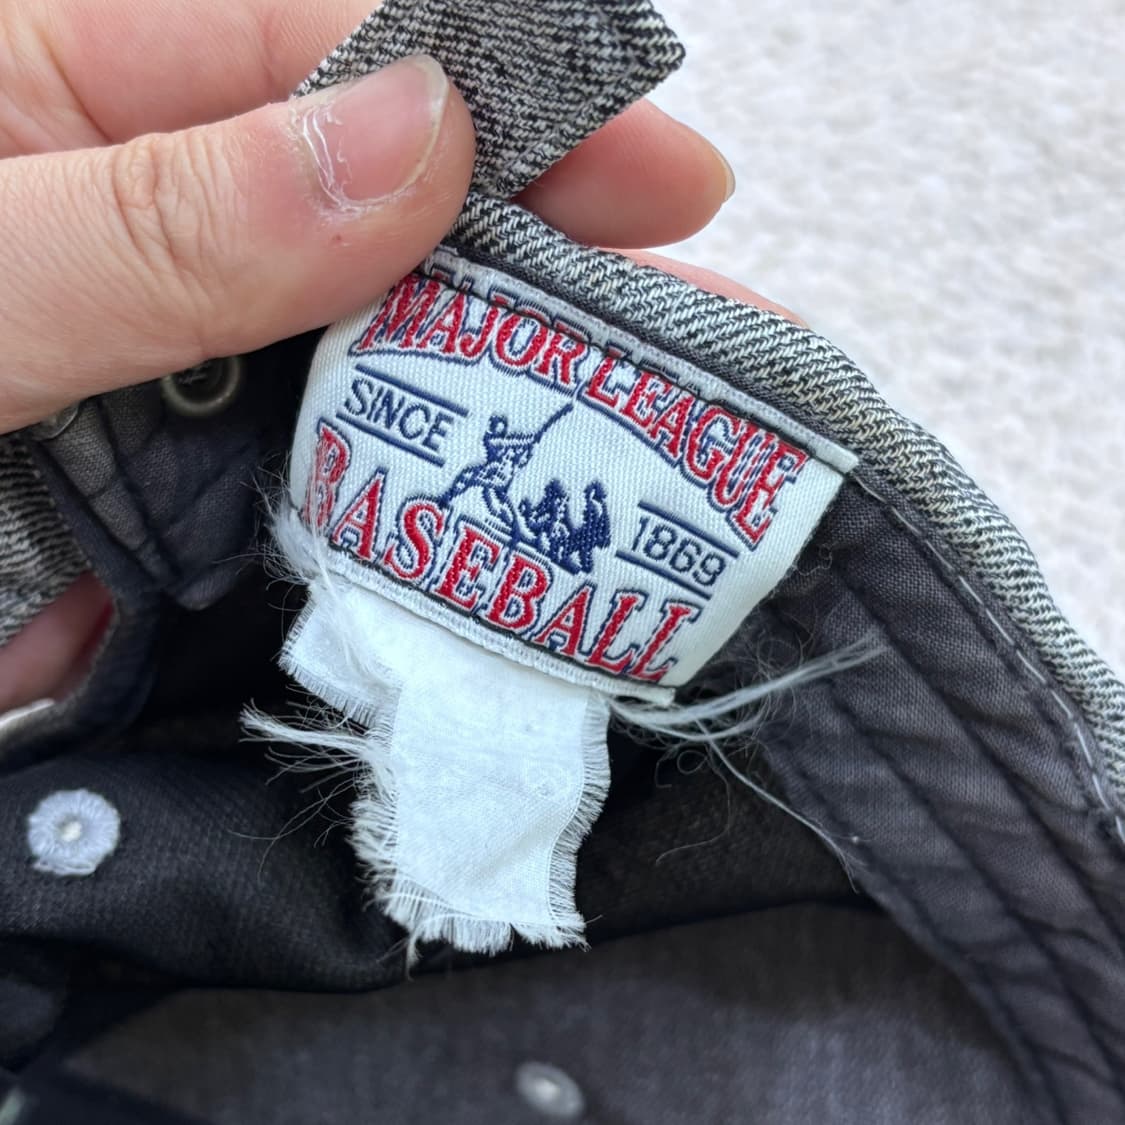 MAJOR LEAGUE
SINCE
1869
BASEBALL